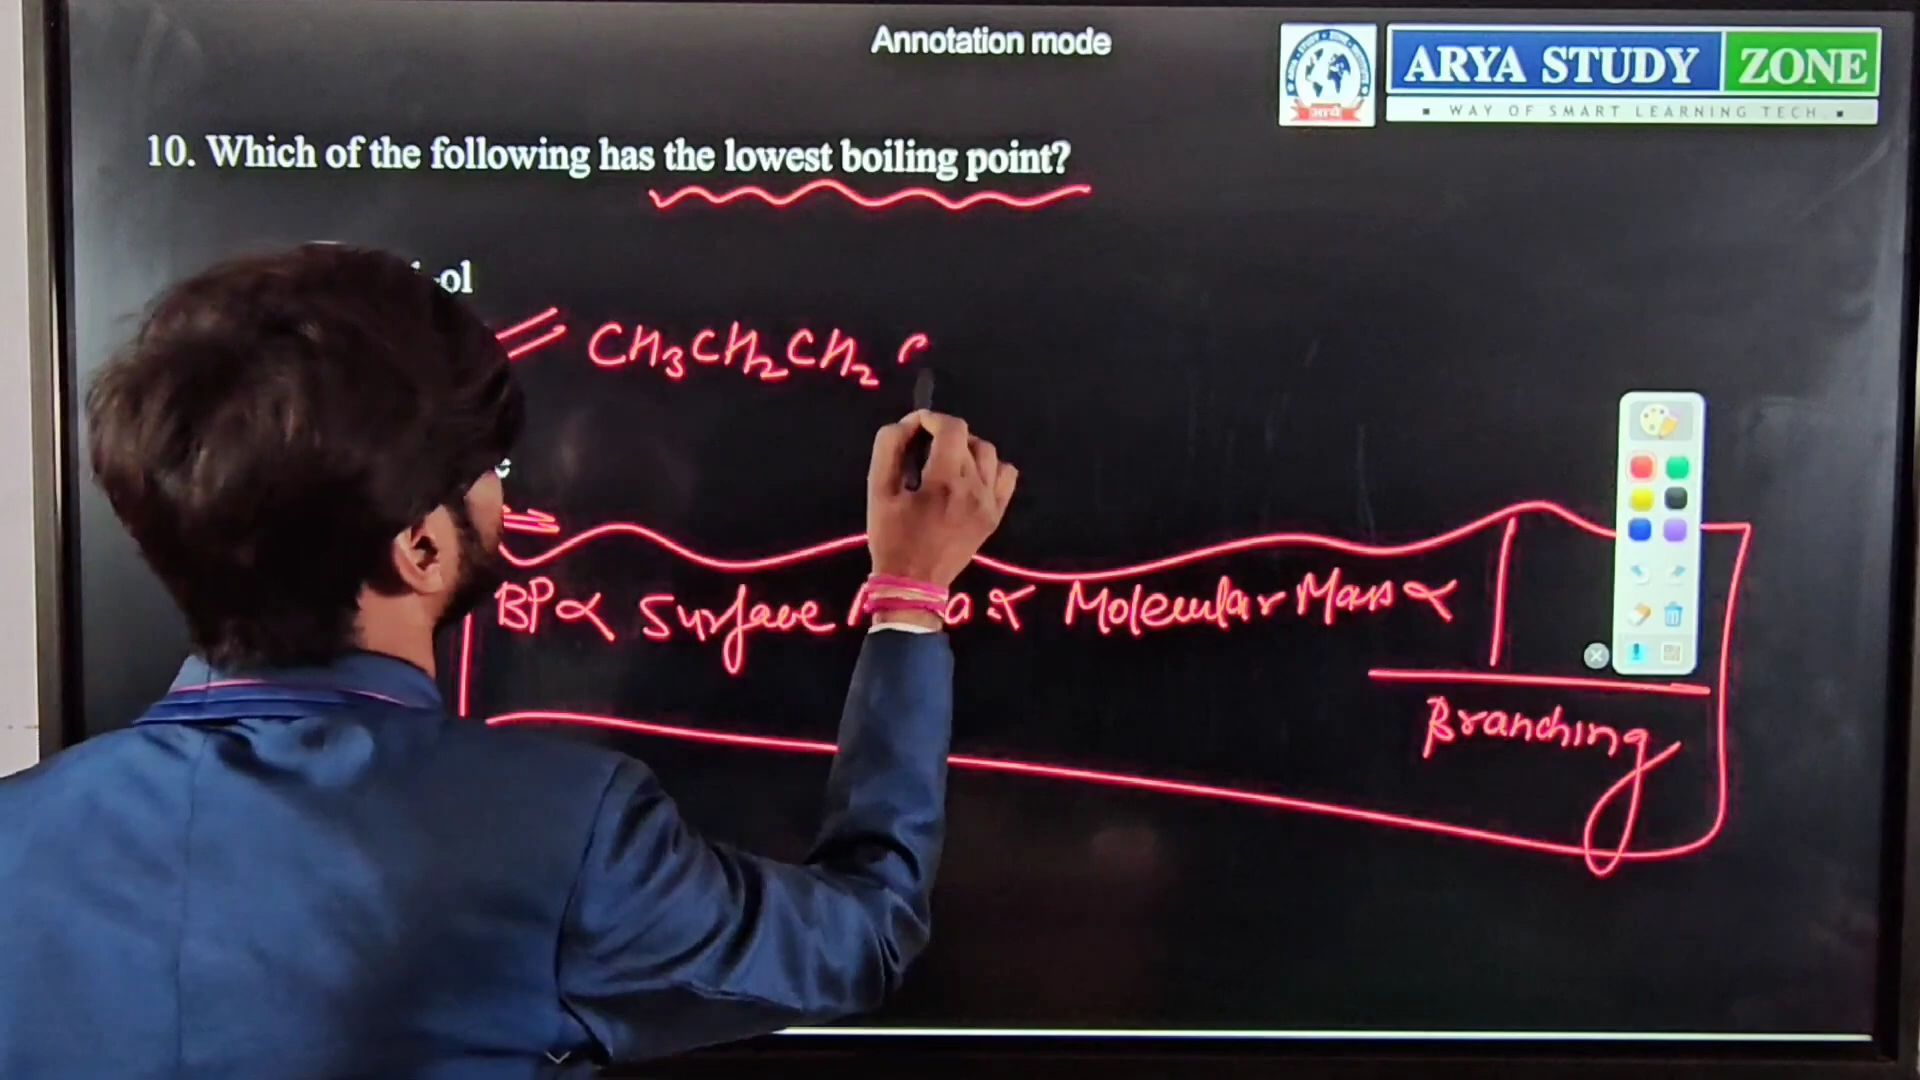 Annotation mode
ARYA STUDY ZONE
▪ WAY OF SMART LEARNING TECH ▪
10. Which of the following has the lowest boiling point?
-ol
CH3CH2CH2
BP ∝ Surface ∝ Molecular Mass ∝ 1
Branching